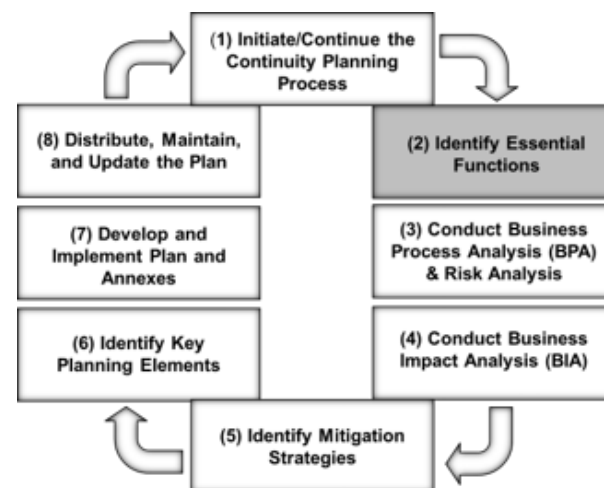 (1) Initiate/Continue the
Continuity Planning
Process
(2) Identify Essential
Functions
(3) Conduct Business
Process Analysis (BPA)
& Risk Analysis
(4) Conduct Business
Impact Analysis (BIA)
(5) Identify Mitigation
Strategies
(6) Identify Key
Planning Elements
(7) Develop and
Implement Plan and
Annexes
(8) Distribute, Maintain,
and Update the Plan